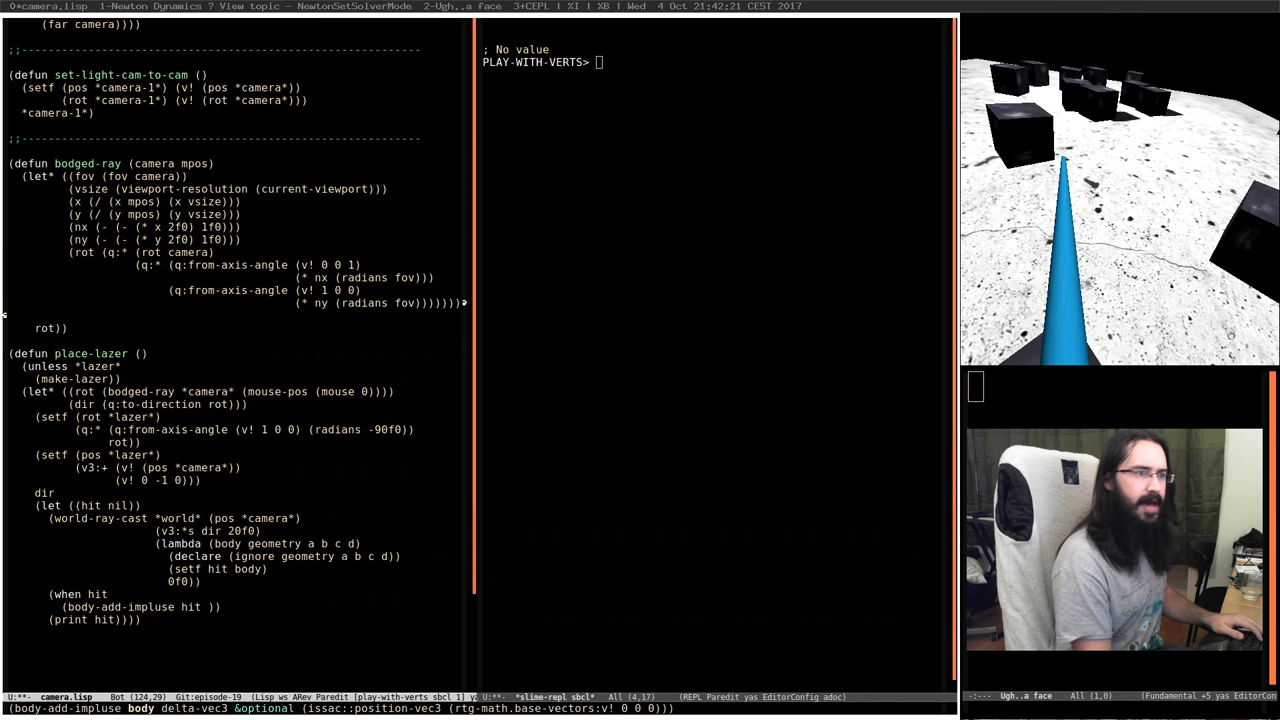 0*camera.lisp  1-Newton Dynamics ? View topic - NewtonSetSolverMode  2-Ugh..a face  3+CEPL | XI | XB | Wed  4 Oct 21:42:21 CEST 2017
(far camera))))
;;------------------------------------------------------------
(defun set-light-cam-to-cam ()
(setf (pos *camera-1*) (v! (pos *camera*))
(rot *camera-1*) (v! (rot *camera*)))
*camera-1*)
;;------------------------------------------------------------
(defun bodged-ray (camera mpos)
(let* ((fov (fov camera))
(vsize (viewport-resolution (current-viewport)))
(x (/ (x mpos) (x vsize)))
(y (/ (y mpos) (y vsize)))
(nx (- (- (* x 2f0) 1f0)))
(ny (- (- (* y 2f0) 1f0)))
(rot (q:* (rot camera)
(q:* (q:from-axis-angle (v! 0 0 1)
(* nx (radians fov)))
(q:from-axis-angle (v! 1 0 0)
(* ny (radians fov)))))))
rot))
(defun place-lazer ()
(unless *lazer*
(make-lazer))
(let* ((rot (bodged-ray *camera* (mouse-pos (mouse 0))))
(dir (q:to-direction rot)))
(setf (rot *lazer*)
(q:* (q:from-axis-angle (v! 1 0 0) (radians -90f0))
rot))
(setf (pos *lazer*)
(v3:+ (v! (pos *camera*))
(v! 0 -1 0)))
dir
(let ((hit nil))
(world-ray-cast *world* (pos *camera*)
(v3:*s dir 20f0)
(lambda (body geometry a b c d)
(declare (ignore geometry a b c d))
(setf hit body)
0f0))
(when hit
(body-add-impluse hit ))
(print hit))))
U:**-  camera.lisp    Bot (124,29)  Git:episode-19  (Lisp ws ARev Paredit [play-with-verts sbcl 1] ya
; No value
PLAY-WITH-VERTS>
U:**-  *slime-repl sbcl*   All (4,17)     (REPL Paredit yas EditorConfig adoc)
-:---  Ugh..a face    All (1,0)      (Fundamental +5 yas EditorCon
(body-add-impluse body delta-vec3 &optional (issac::position-vec3 (rtg-math.base-vectors:v! 0 0 0)))